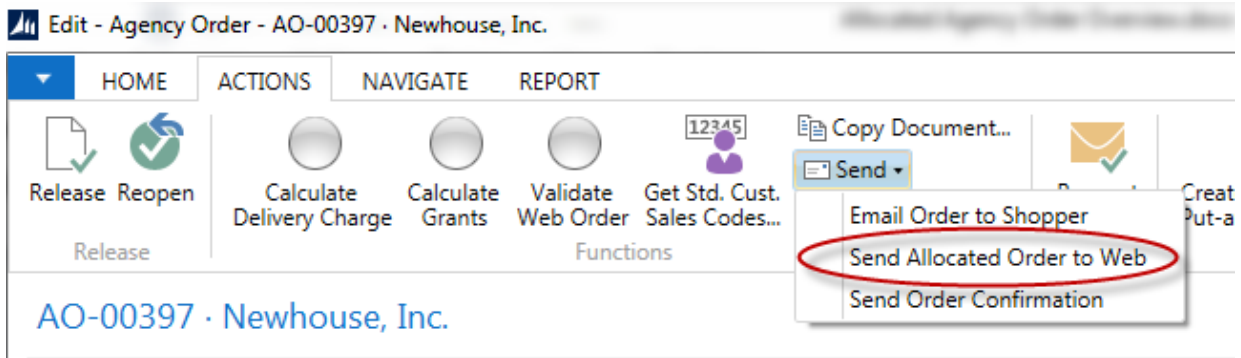 Edit - Agency Order - AO-00397 · Newhouse, Inc.
HOME ACTIONS NAVIGATE REPORT
12345
Copy Document...
Send
Release Reopen
Calculate Delivery Charge
Calculate Grants
Validate Web Order
Get Std. Cust. Sales Codes...
Email Order to Shopper
Send Allocated Order to Web
Send Order Confirmation
Release
Functions
AO-00397 · Newhouse, Inc.